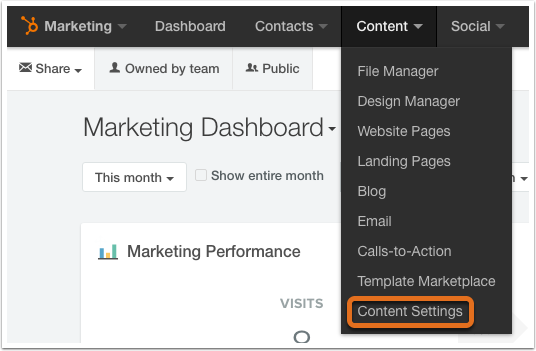 Marketing Dashboard Contacts Content Social
Share Owned by team Public
File Manager
Design Manager
Website Pages
Landing Pages
Blog
Email
Calls-to-Action
Template Marketplace
Content Settings
Marketing Dashboard
This month Show entire month
Marketing Performance
VISITS